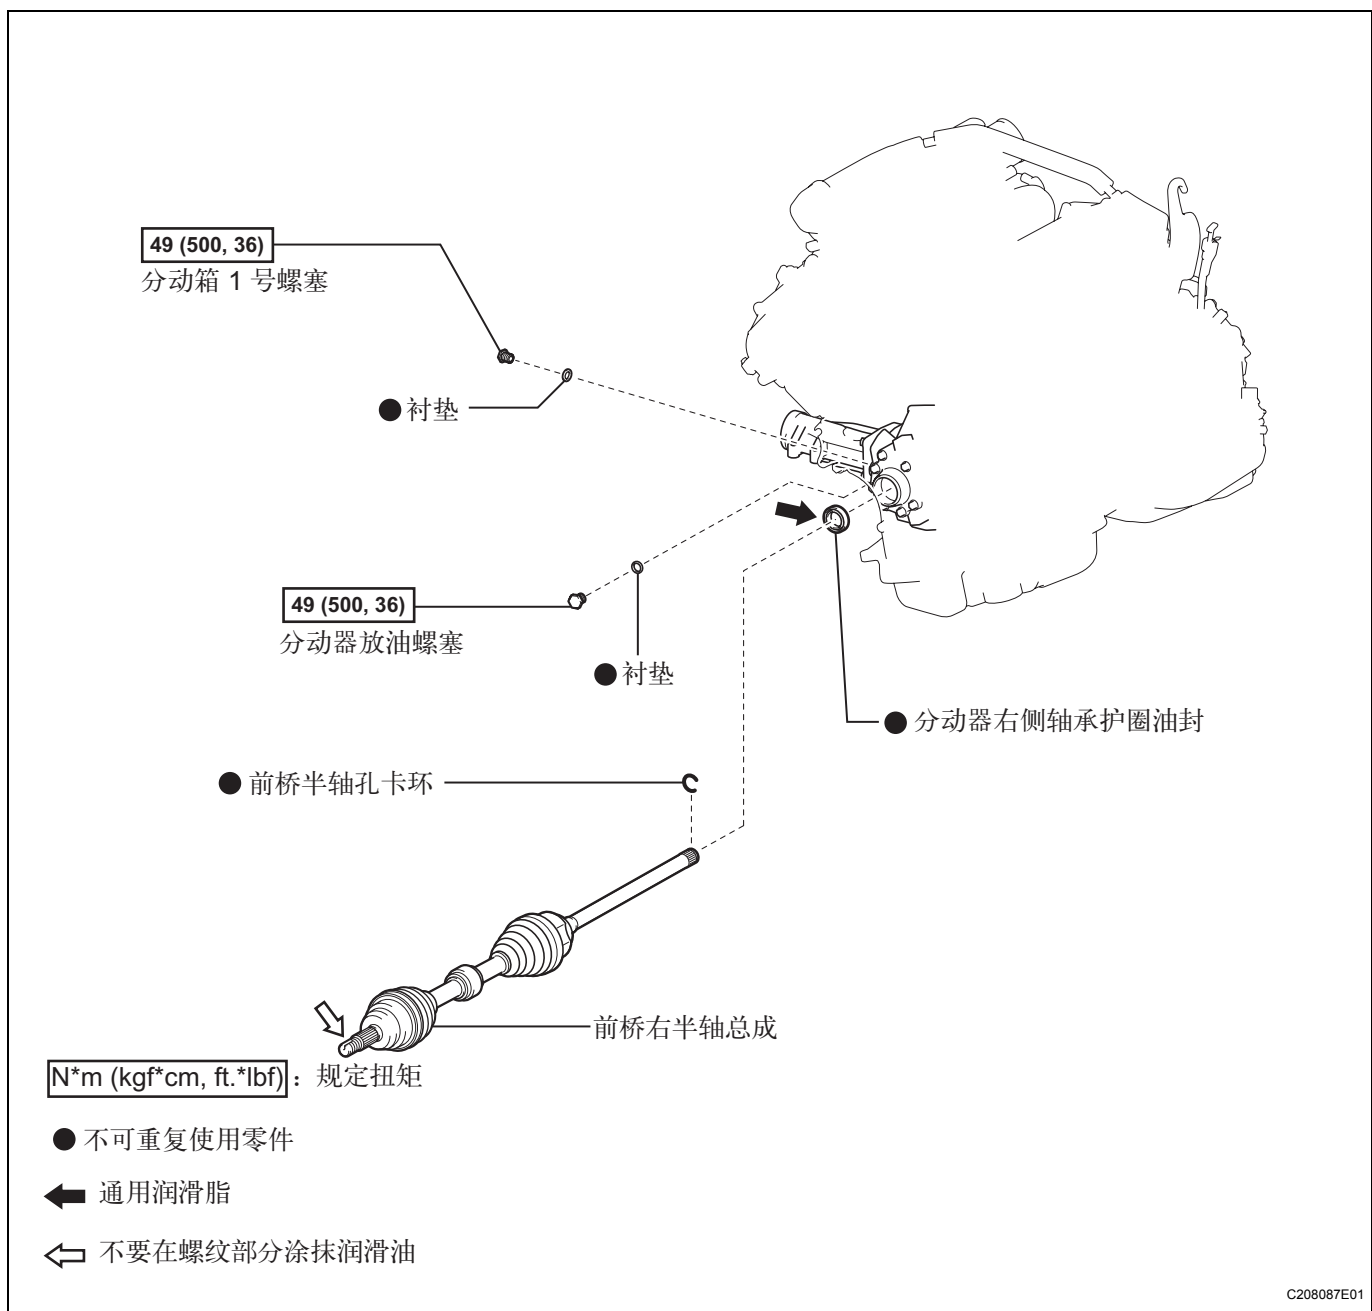 49 (500, 36)
分动箱 1 号螺塞
●衬垫
49 (500, 36)
分动器放油螺塞
●衬垫
● 分动器右侧轴承护圈油封
● 前桥半轴孔卡环
前桥右半轴总成
N*m (kgf*cm, ft.*lbf) ：规定扭矩
● 不可重复使用零件
通用润滑脂
不要在螺纹部分涂抹润滑油
C208087E01